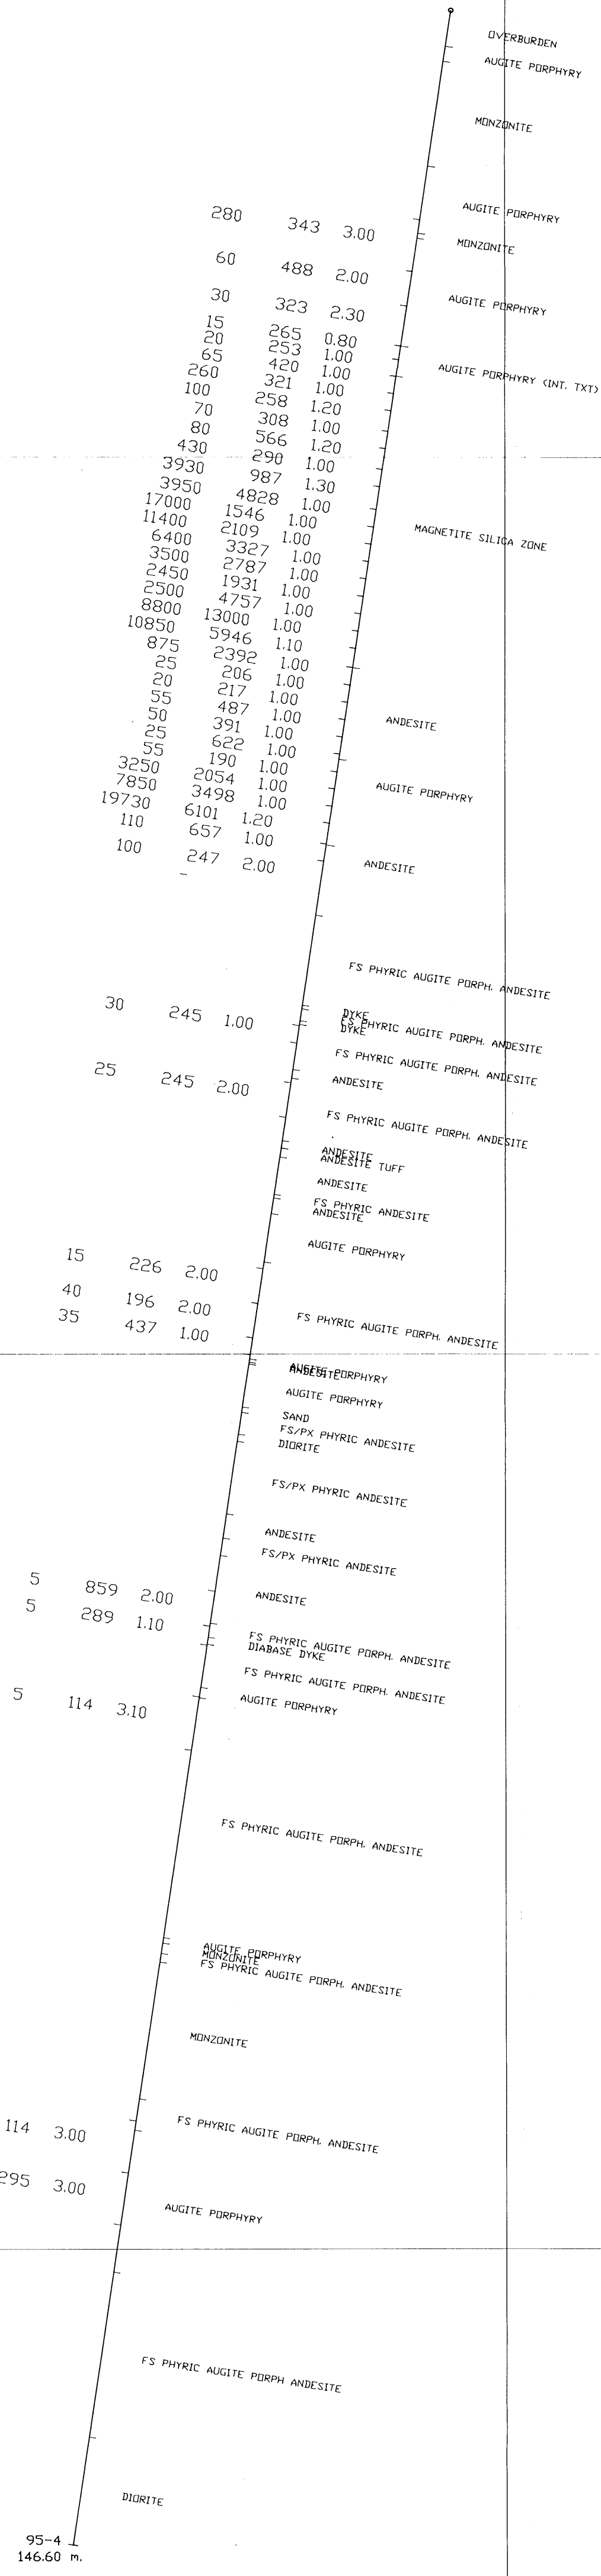 OVERBURDEN
AUGITE PORPHYRY
MONZONITE
AUGITE PORPHYRY
280 343 3.00
MONZONITE
60 488 2.00
AUGITE PORPHYRY
30 323 2.30
15 265 0.80
20 253 1.00
AUGITE PORPHYRY (INT. TXT)
65 420 1.00
260 321 1.00
100 258 1.20
70 308 1.00
80 566 1.20
430 290 1.00
3930 987 1.30
3950 4828 1.00
MAGNETITE SILICA ZONE
17000 1546 1.00
11400 2109 1.00
6400 3327 1.00
3500 2787 1.00
2450 1931 1.00
2500 4757 1.00
8800 13000 1.00
10850 5946 1.10
875 2392 1.00
25 206 1.00
20 217 1.00
55 487 1.00
ANDESITE
50 391 1.00
25 622 1.00
55 190 1.00
3250 2054 1.00
AUGITE PORPHYRY
7850 3498 1.00
19730 6101 1.20
110 657 1.00
100 247 2.00
ANDESITE
FS PHYRIC AUGITE PORPH. ANDESITE
30 245 1.00
DYKE
FS PHYRIC AUGITE PORPH. ANDESITE
DYKE
FS PHYRIC AUGITE PORPH. ANDESITE
25 245 2.00
ANDESITE
FS PHYRIC AUGITE PORPH. ANDESITE
ANDESITE
ANDESITE TUFF
ANDESITE
FS PHYRIC ANDESITE
ANDESITE
AUGITE PORPHYRY
15 226 2.00
40 196 2.00
35 437 1.00
FS PHYRIC AUGITE PORPH. ANDESITE
AUGITE PORPHYRY
ANDESITE
AUGITE PORPHYRY
SAND
FS/PX PHYRIC ANDESITE
DIORITE
FS/PX PHYRIC ANDESITE
ANDESITE
FS/PX PHYRIC ANDESITE
5 859 2.00
ANDESITE
5 289 1.10
FS PHYRIC AUGITE PORPH. ANDESITE
DIABASE DYKE
FS PHYRIC AUGITE PORPH. ANDESITE
5 114 3.10
AUGITE PORPHYRY
FS PHYRIC AUGITE PORPH. ANDESITE
AUGITE PORPHYRY
MONZONITE
FS PHYRIC AUGITE PORPH. ANDESITE
MONZONITE
114 3.00
FS PHYRIC AUGITE PORPH. ANDESITE
295 3.00
AUGITE PORPHYRY
FS PHYRIC AUGITE PORPH ANDESITE
DIORITE
95-4
146.60 m.